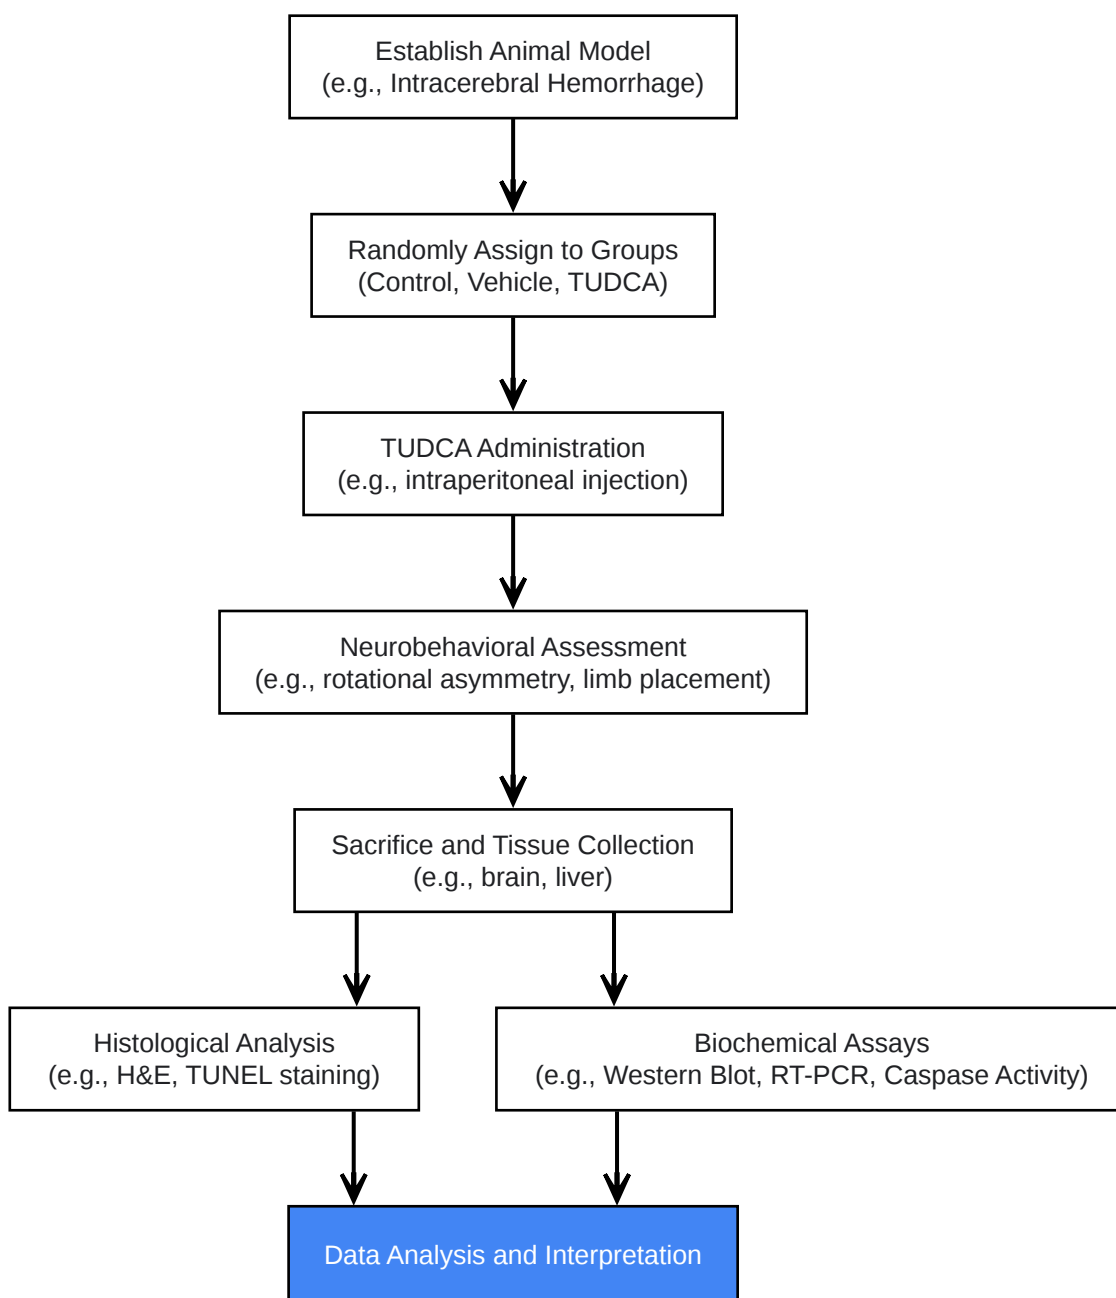 Establish Animal Model
(e.g., Intracerebral Hemorrhage)
Randomly Assign to Groups
(Control, Vehicle, TUDCA)
TUDCA Administration
(e.g., intraperitoneal injection)
Neurobehavioral Assessment
(e.g., rotational asymmetry, limb placement)
Sacrifice and Tissue Collection
(e.g., brain, liver)
Histological Analysis
(e.g., H&E, TUNEL staining)
Biochemical Assays
(e.g., Western Blot, RT-PCR, Caspase Activity)
Data Analysis and Interpretation